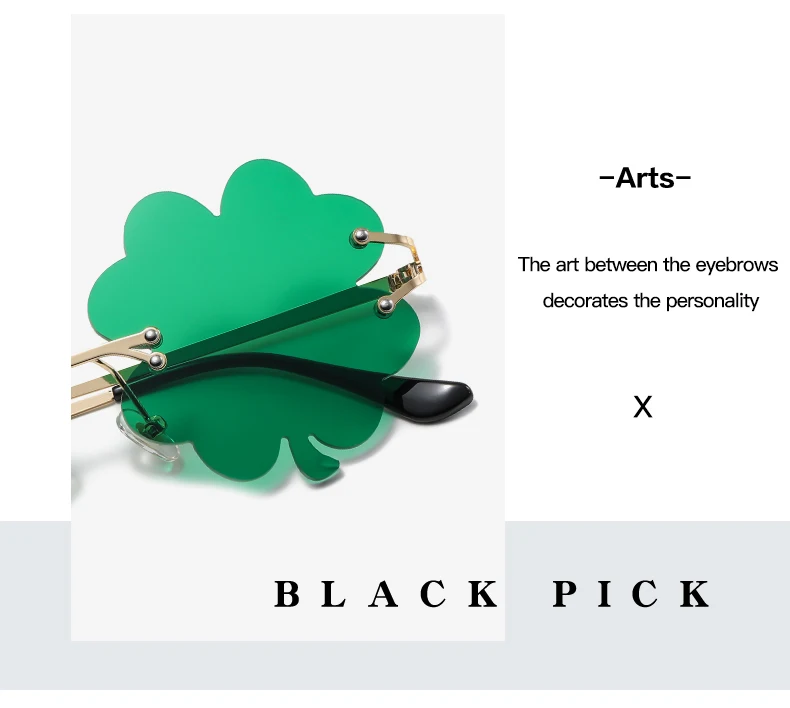 -Arts-
The art between the eyebrows
decorates the personality
X
BLACK PICK